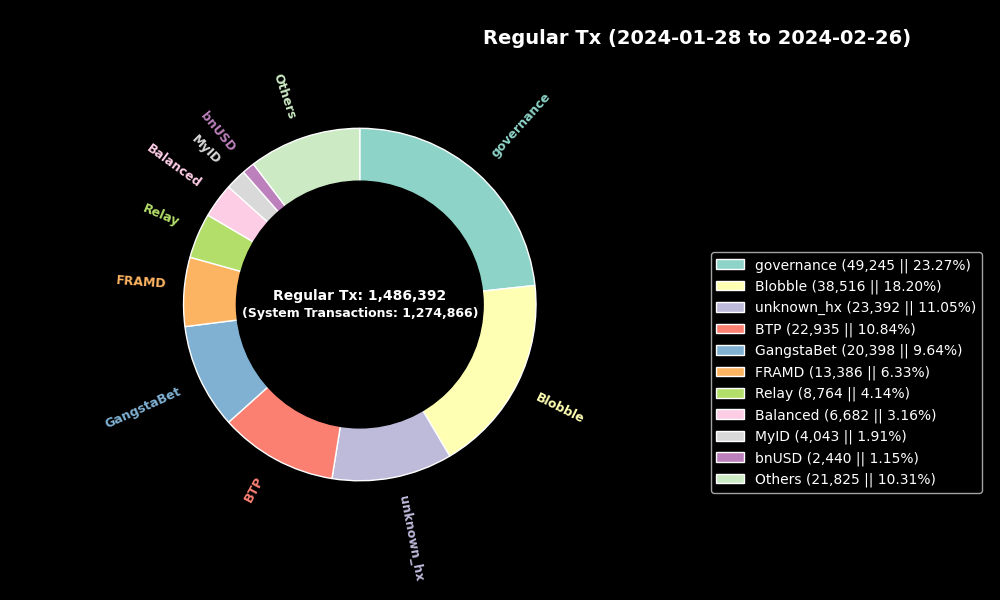 Regular Tx (2024-01-28 to 2024-02-26)
governance
Others
bnUSD
MyID
Balanced
Relay
FRAMD
GangstaBet
BTP
unknown_hx
Blobble
Regular Tx: 1,486,392
(System Transactions: 1,274,866)
governance (49,245 || 23.27%)
Blobble (38,516 || 18.20%)
unknown_hx (23,392 || 11.05%)
BTP (22,935 || 10.84%)
GangstaBet (20,398 || 9.64%)
FRAMD (13,386 || 6.33%)
Relay (8,764 || 4.14%)
Balanced (6,682 || 3.16%)
MyID (4,043 || 1.91%)
bnUSD (2,440 || 1.15%)
Others (21,825 || 10.31%)